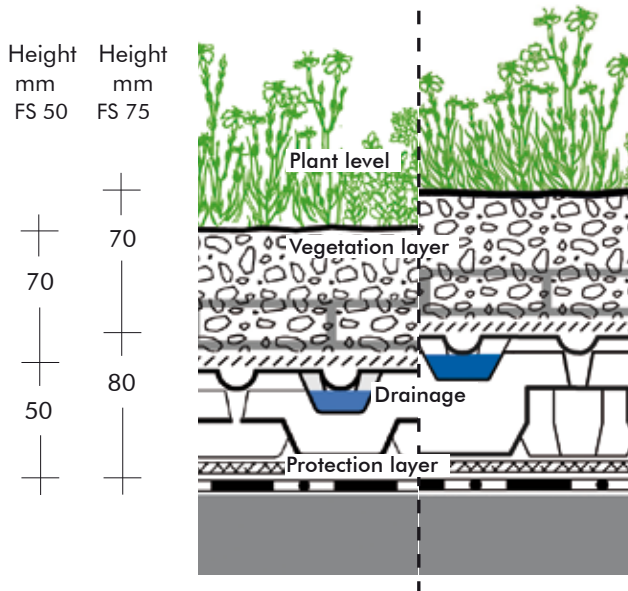 Height
mm
FS 50
Height
mm
FS 75
70
50
70
80
Plant level
Vegetation layer
Drainage
Protection layer